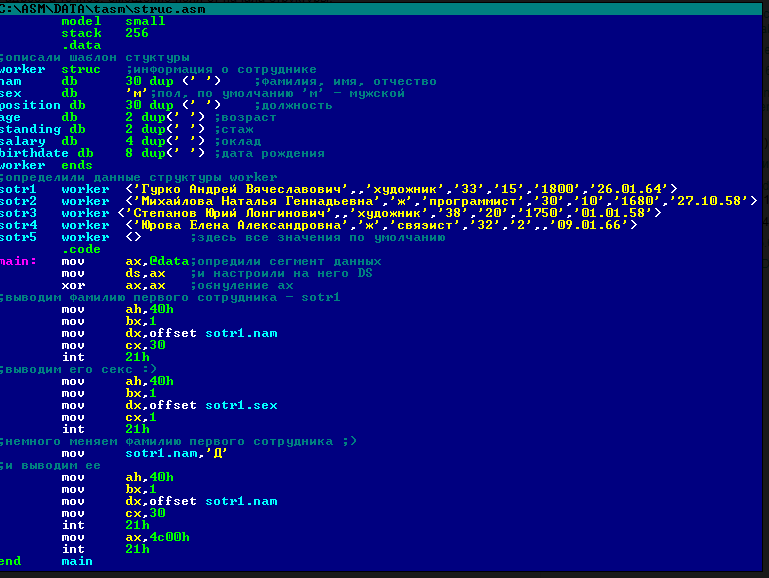 C:\ASM\DATA\tasm\struc.asm
model small
stack 256
.data
;описали шаблон стуктуры
worker struc ;информация о сотруднике
nam db 30 dup (' ') ;фамилия, имя, отчество
sex db 'м';пол, по умолчанию 'м' - мужской
position db 30 dup (' ') ;должность
age db 2 dup(' ') ;возраст
standing db 2 dup(' ') ;стаж
salary db 4 dup(' ') ;оклад
birthdate db 8 dup(' ') ;дата рождения
worker ends
;определили данные структуры worker
sotr1 worker <'Гурко Андрей Вячеславович',,'художник','33','15','1800','26.01.64'>
sotr2 worker <'Михайлова Наталья Геннадьевна','ж','программист','30','10','1680','27.10.58'>
sotr3 worker <'Степанов Юрий Лонгинович',,'художник','38','20','1750','01.01.58'>
sotr4 worker <'Юрова Елена Александровна','ж','связист','32','2',,'09.01.66'>
sotr5 worker <> ;здесь все значения по умолчанию
.code
main: mov ax,@data;опредили сегмент данных
mov ds,ax ;и настроили на него DS
xor ax,ax ;обнуление ax
;выводим фамилию первого сотрудника - sotr1
mov ah,40h
mov bx,1
mov dx,offset sotr1.nam
mov cx,30
int 21h
;выводим его секс :)
mov ah,40h
mov bx,1
mov dx,offset sotr1.sex
mov cx,1
int 21h
;немного меняем фамилию первого сотрудника ;)
mov sotr1.nam,'Д'
;и выводим ее
mov ah,40h
mov bx,1
mov dx,offset sotr1.nam
mov cx,30
int 21h
mov ax,4c00h
int 21h
end main